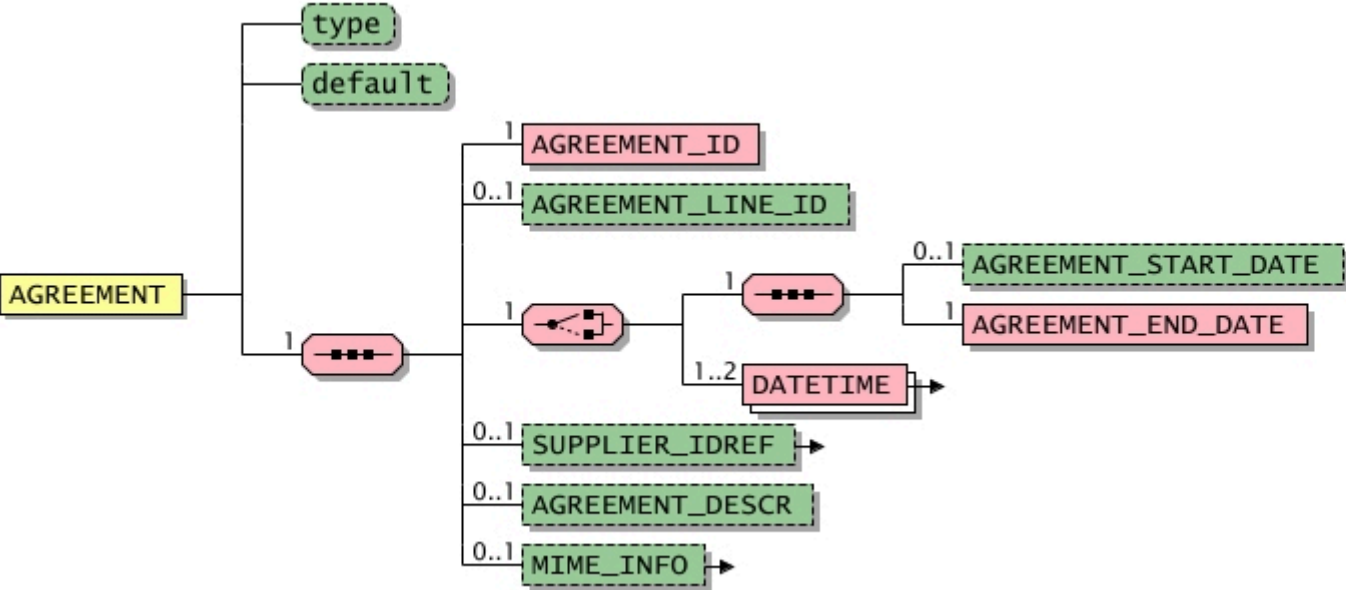 type
default
1 AGREEMENT_ID
0..1 AGREEMENT_LINE_ID
0..1 AGREEMENT_START_DATE
AGREEMENT
1
1
1 AGREEMENT_END_DATE
1
1..2 DATETIME
0..1 SUPPLIER_IDREF
0..1 AGREEMENT_DESCR
0..1 MIME_INFO